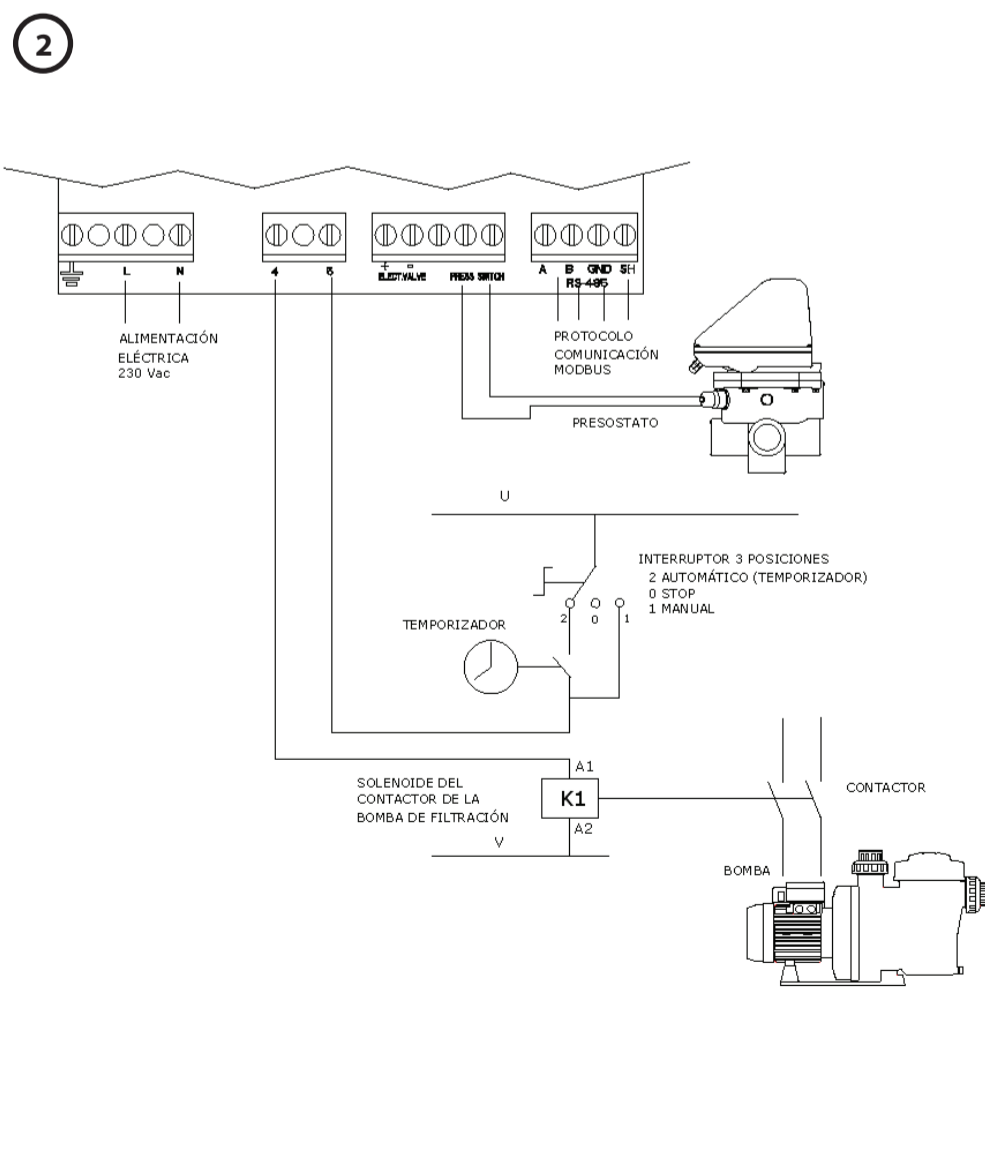 2
L N 4 5 + - A B GND SH
ELECT.VALVE PRESS SWITCH RS-485
ALIMENTACIÓN
ELÉCTRICA
230 Vac
PROTOCOLO
COMUNICACIÓN
MODBUS
PRESOSTATO
U
INTERRUPTOR 3 POSICIONES
2 AUTOMÁTICO (TEMPORIZADOR)
0 STOP
1 MANUAL
2 0 1
TEMPORIZADOR
A1
SOLENOIDE DEL
CONTACTOR DE LA
BOMBA DE FILTRACIÓN
K1
A2
V
CONTACTOR
BOMBA